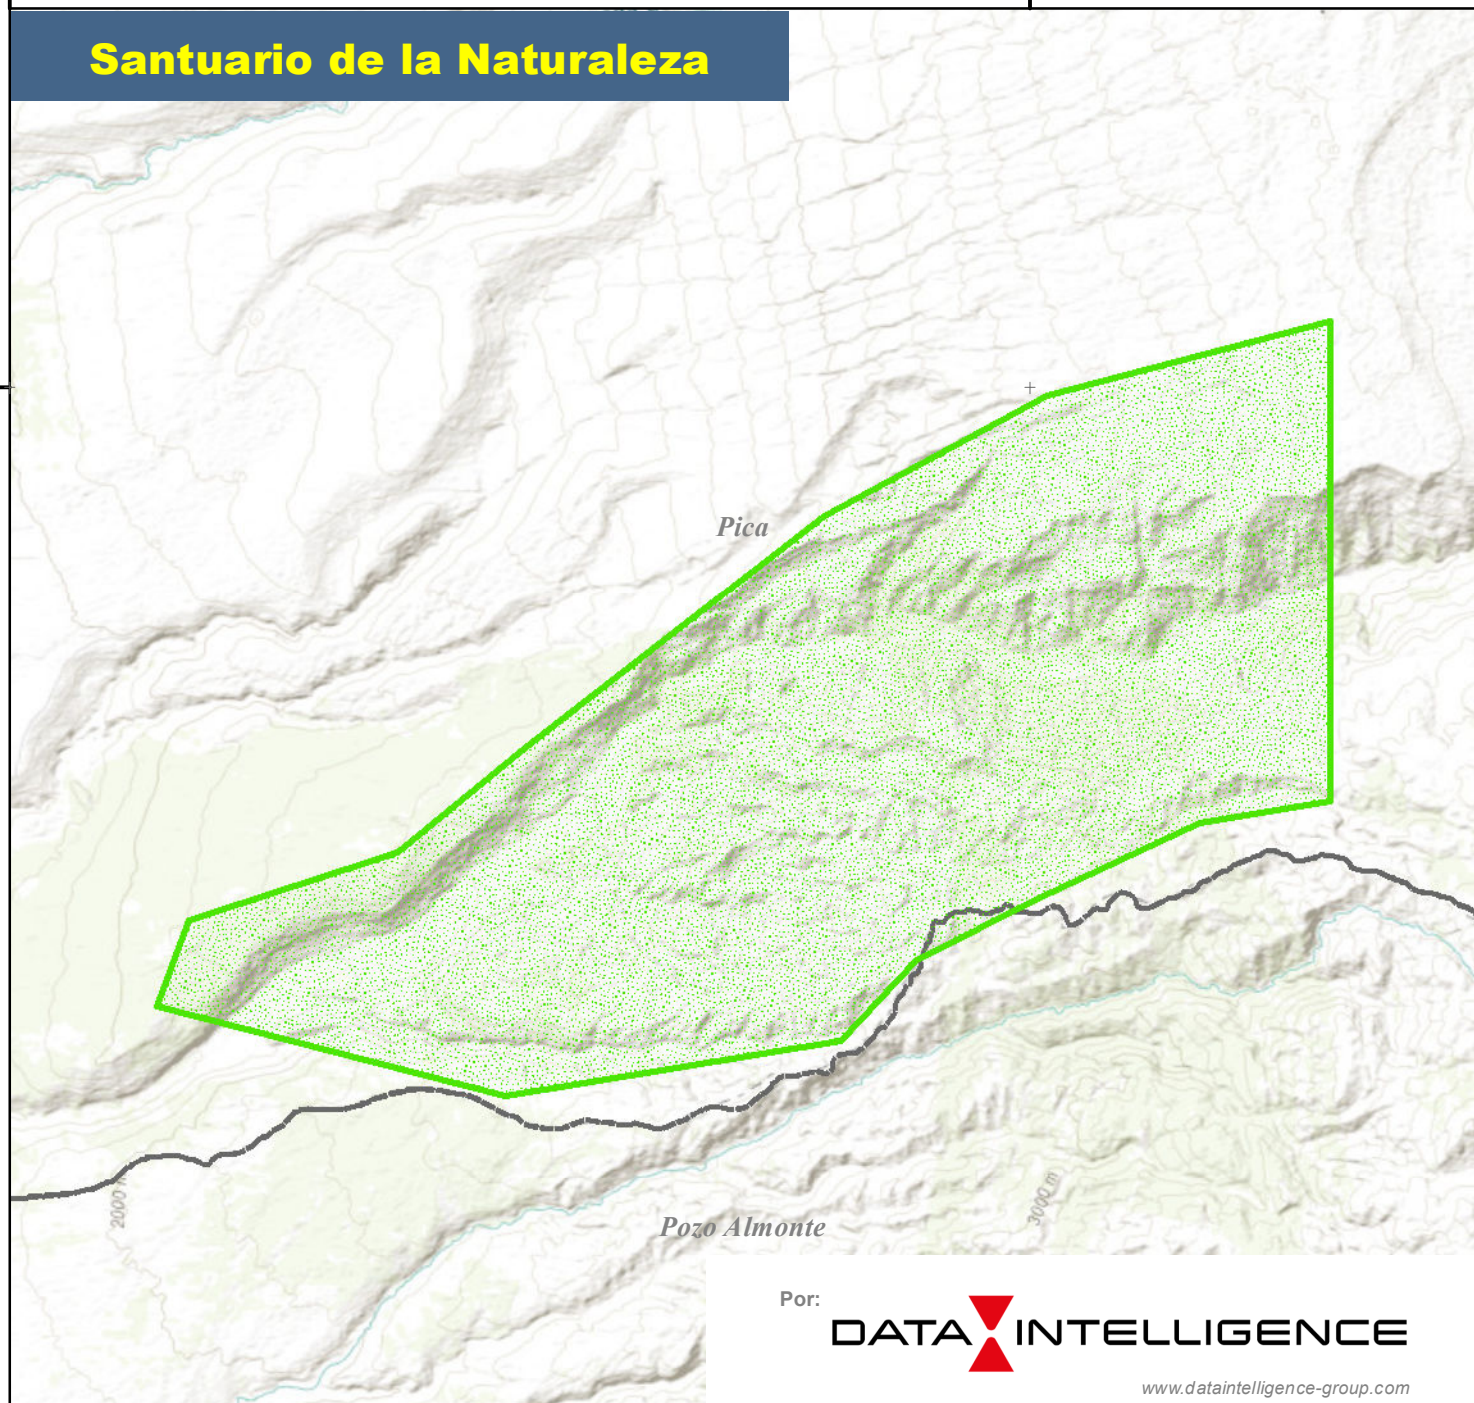 Santuario de la Naturaleza
Pica
2000 m
3000 m
Pozo Almonte
Por:
DATA INTELLIGENCE
www.dataintelligence-group.com